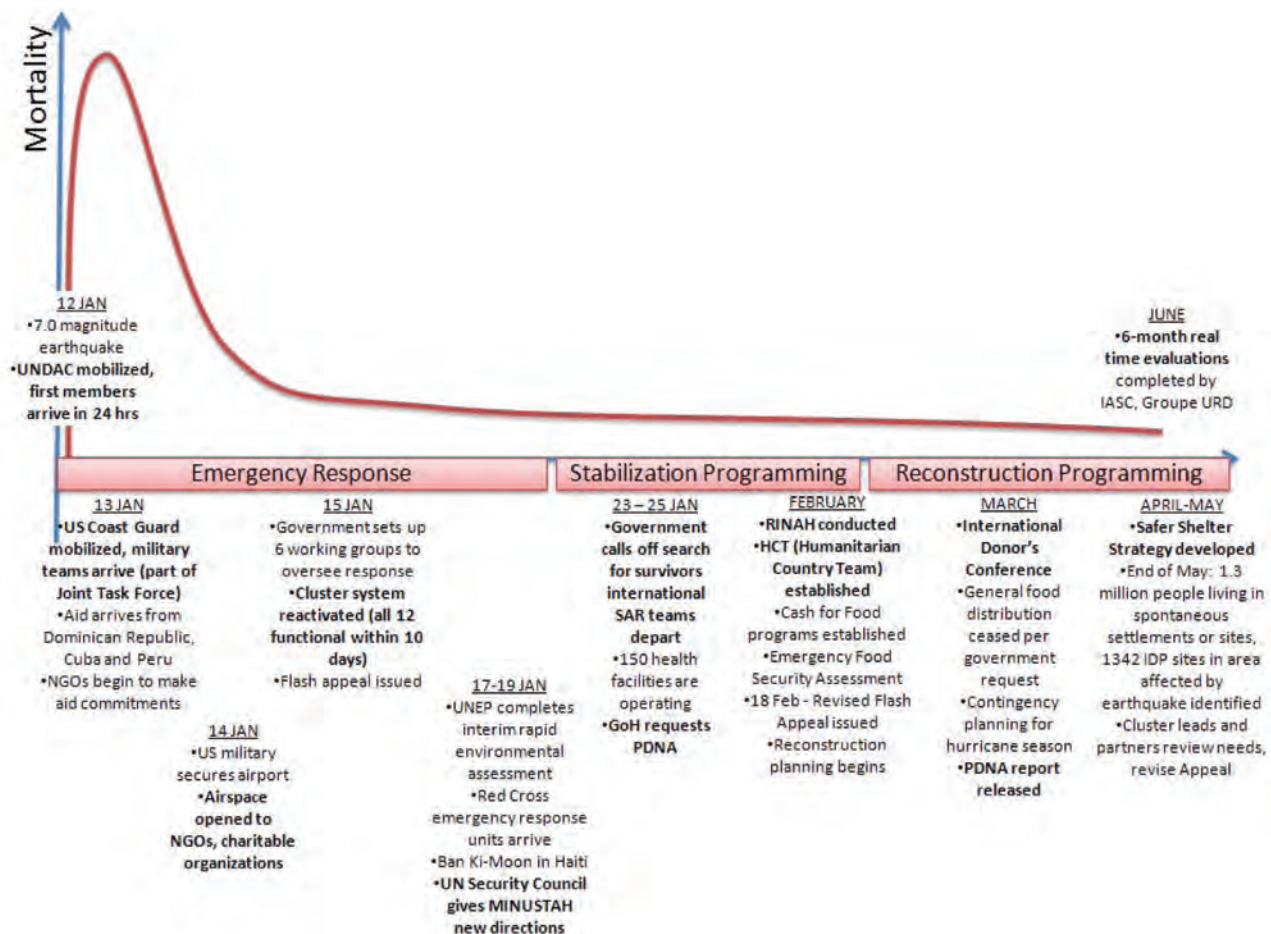 Mortality
12 JAN
•7.0 magnitude
earthquake
•UNDAC mobilized,
first members
arrive in 24 hrs
JUNE
•6-month real
time evaluations
completed by
IASC, Groupe URD
Emergency Response
Stabilization Programming
Reconstruction Programming
13 JAN
•US Coast Guard
mobilized, military
teams arrive (part of
Joint Task Force)
•Aid arrives from
Dominican Republic,
Cuba and Peru
•NGOs begin to make
aid commitments
14 JAN
•US military
secures airport
•Airspace
opened to
NGOs, charitable
organizations
15 JAN
•Government sets up
6 working groups to
oversee response
•Cluster system
reactivated (all 12
functional within 10
days)
•Flash appeal issued
17-19 JAN
•UNEP completes
interim rapid
environmental
assessment
•Red Cross
emergency response
units arrive
•Ban Ki-Moon in Haiti
•UN Security Council
gives MINUSTAH
new directions
23 – 25 JAN
•Government
calls off search
for survivors
international
SAR teams
depart
•150 health
facilities are
operating
•GoH requests
PDNA
FEBRUARY
•RINAH conducted
•HCT (Humanitarian
Country Team)
established
•Cash for Food
programs established
•Emergency Food
Security Assessment
•18 Feb - Revised Flash
Appeal issued
•Reconstruction
planning begins
MARCH
•International
Donor's
Conference
•General food
distribution
ceased per
government
request
•Contingency
planning for
hurricane season
•PDNA report
released
APRIL-MAY
•Safer Shelter
Strategy developed
•End of May: 1.3
million people living in
spontaneous
settlements or sites,
1342 IDP sites in area
affected by
earthquake identified
•Cluster leads and
partners review needs,
revise Appeal